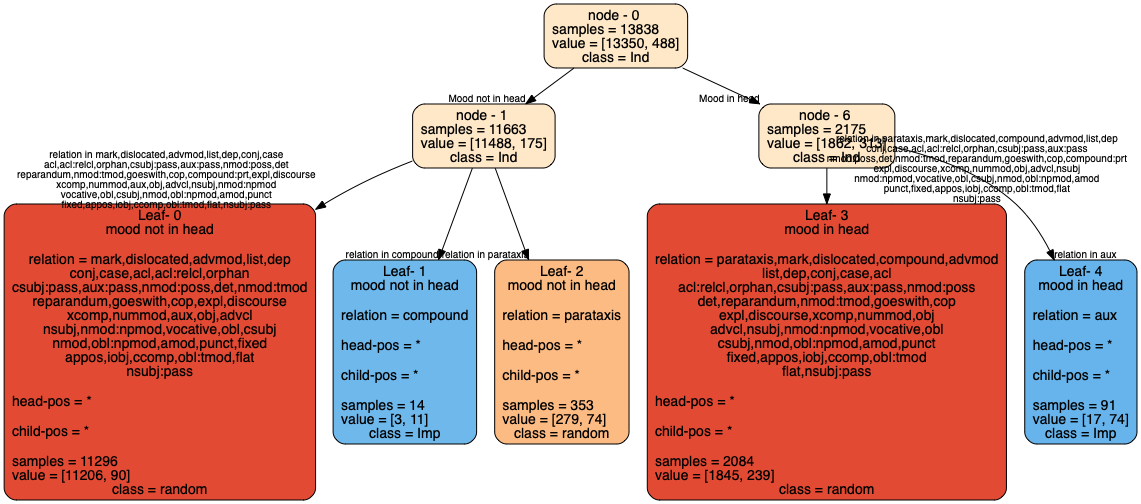 node - 0
samples = 13838
value = [13350, 488]
class = Ind
Mood not in head
Mood in head
node - 1
samples = 11663
value = [11488, 175]
class = Ind
node - 6
samples = 2175
value = [1862, 313]
class = Ind
relation in mark,dislocated,advmod,list,dep,conj,case
acl,acl:relcl,orphan,csubj:pass,aux:pass,nmod:poss,det
reparandum,nmod:tmod,goeswith,cop,compound:prt,expl,discourse
xcomp,nummod,aux,obj,advcl,nsubj,nmod:npmod
vocative,obl,csubj,nmod,obl:npmod,amod,punct
fixed,appos,iobj,ccomp,obl:tmod,flat,nsubj:pass
relation in compound
relation in parataxis
relation in parataxis,mark,dislocated,compound,advmod,list,dep
conj,case,acl,acl:relcl,orphan,csubj:pass,aux:pass
nmod:poss,det,nmod:tmod,reparandum,goeswith,cop,compound:prt
expl,discourse,xcomp,nummod,obj,advcl,nsubj
nmod:npmod,vocative,obl,csubj,nmod,obl:npmod,amod
punct,fixed,appos,iobj,ccomp,obl:tmod,flat
nsubj:pass
relation in aux
Leaf- 0
mood not in head
relation = mark,dislocated,advmod,list,dep
conj,case,acl,acl:relcl,orphan
csubj:pass,aux:pass,nmod:poss,det,nmod:tmod
reparandum,goeswith,cop,expl,discourse
xcomp,nummod,aux,obj,advcl
nsubj,nmod:npmod,vocative,obl,csubj
nmod,obl:npmod,amod,punct,fixed
appos,iobj,ccomp,obl:tmod,flat
nsubj:pass
head-pos = *
child-pos = *
samples = 11296
value = [11206, 90]
class = random
Leaf- 1
mood not in head
relation = compound
head-pos = *
child-pos = *
samples = 14
value = [3, 11]
class = Imp
Leaf- 2
mood not in head
relation = parataxis
head-pos = *
child-pos = *
samples = 353
value = [279, 74]
class = random
Leaf- 3
mood in head
relation = parataxis,mark,dislocated,compound,advmod
list,dep,conj,case,acl
acl:relcl,orphan,csubj:pass,aux:pass,nmod:poss
det,reparandum,nmod:tmod,goeswith,cop
expl,discourse,xcomp,nummod,obj
advcl,nsubj,nmod:npmod,vocative,obl
csubj,nmod,obl:npmod,amod,punct
fixed,appos,iobj,ccomp,obl:tmod
flat,nsubj:pass
head-pos = *
child-pos = *
samples = 2084
value = [1845, 239]
class = random
Leaf- 4
mood in head
relation = aux
head-pos = *
child-pos = *
samples = 91
value = [17, 74]
class = Imp